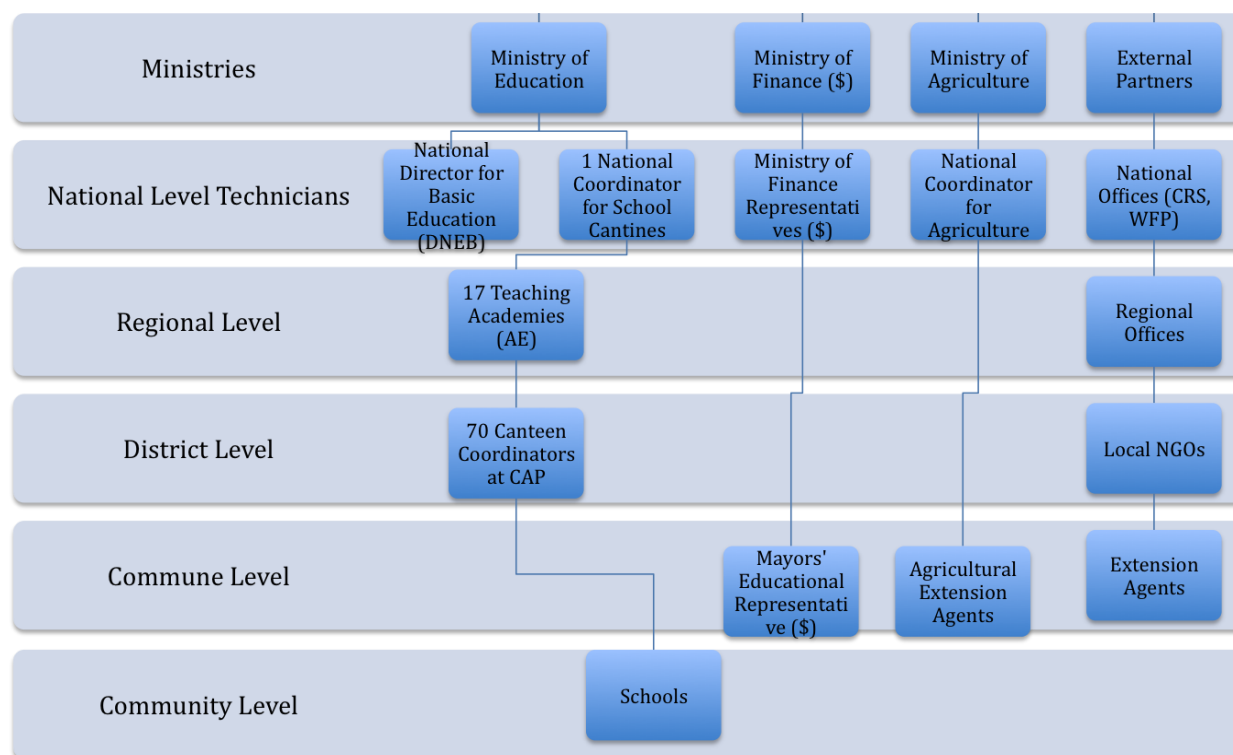 Ministries
Ministry of
Education
Ministry of
Finance ($)
Ministry of
Agriculture
External
Partners
National Level Technicians
National
Director for
Basic
Education
(DNEB)
1 National
Coordinator
for School
Cantines
Ministry of
Finance
Representati
ves ($)
National
Coordinator
for
Agriculture
National
Offices (CRS,
WFP)
Regional Level
17 Teaching
Academies
(AE)
Regional
Offices
District Level
70 Canteen
Coordinators
at CAP
Local NGOs
Commune Level
Mayors'
Educational
Representati
ve ($)
Agricultural
Extension
Agents
Extension
Agents
Community Level
Schools